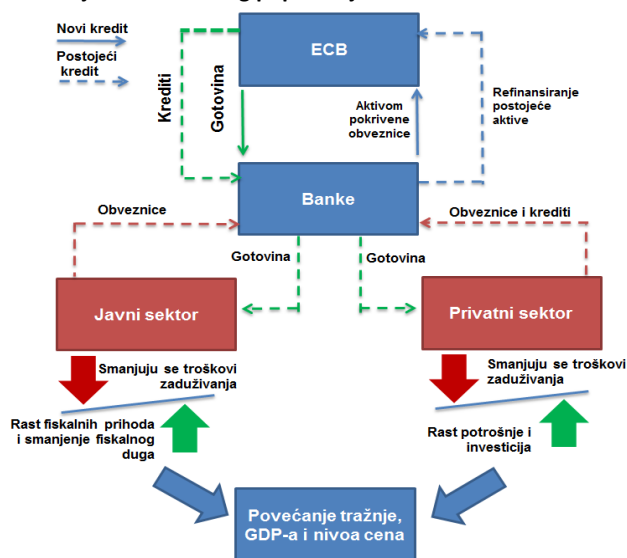 Novi kredit
Postojeći
kredit
ECB
Krediti
Gotovina
Aktivom
pokrivene
obveznice
Refinansiranje
postojeće
aktive
Banke
Obveznice
Obveznice i krediti
Gotovina
Gotovina
Javni sektor
Privatni sektor
Smanjuju se troškovi
zaduživanja
Smanjuju se troškovi
zaduživanja
Rast fiskalnih prihoda
i smanjenje fiskalnog
duga
Rast potrošnje i
investicija
Povećanje tražnje,
GDP-a i nivoa cena